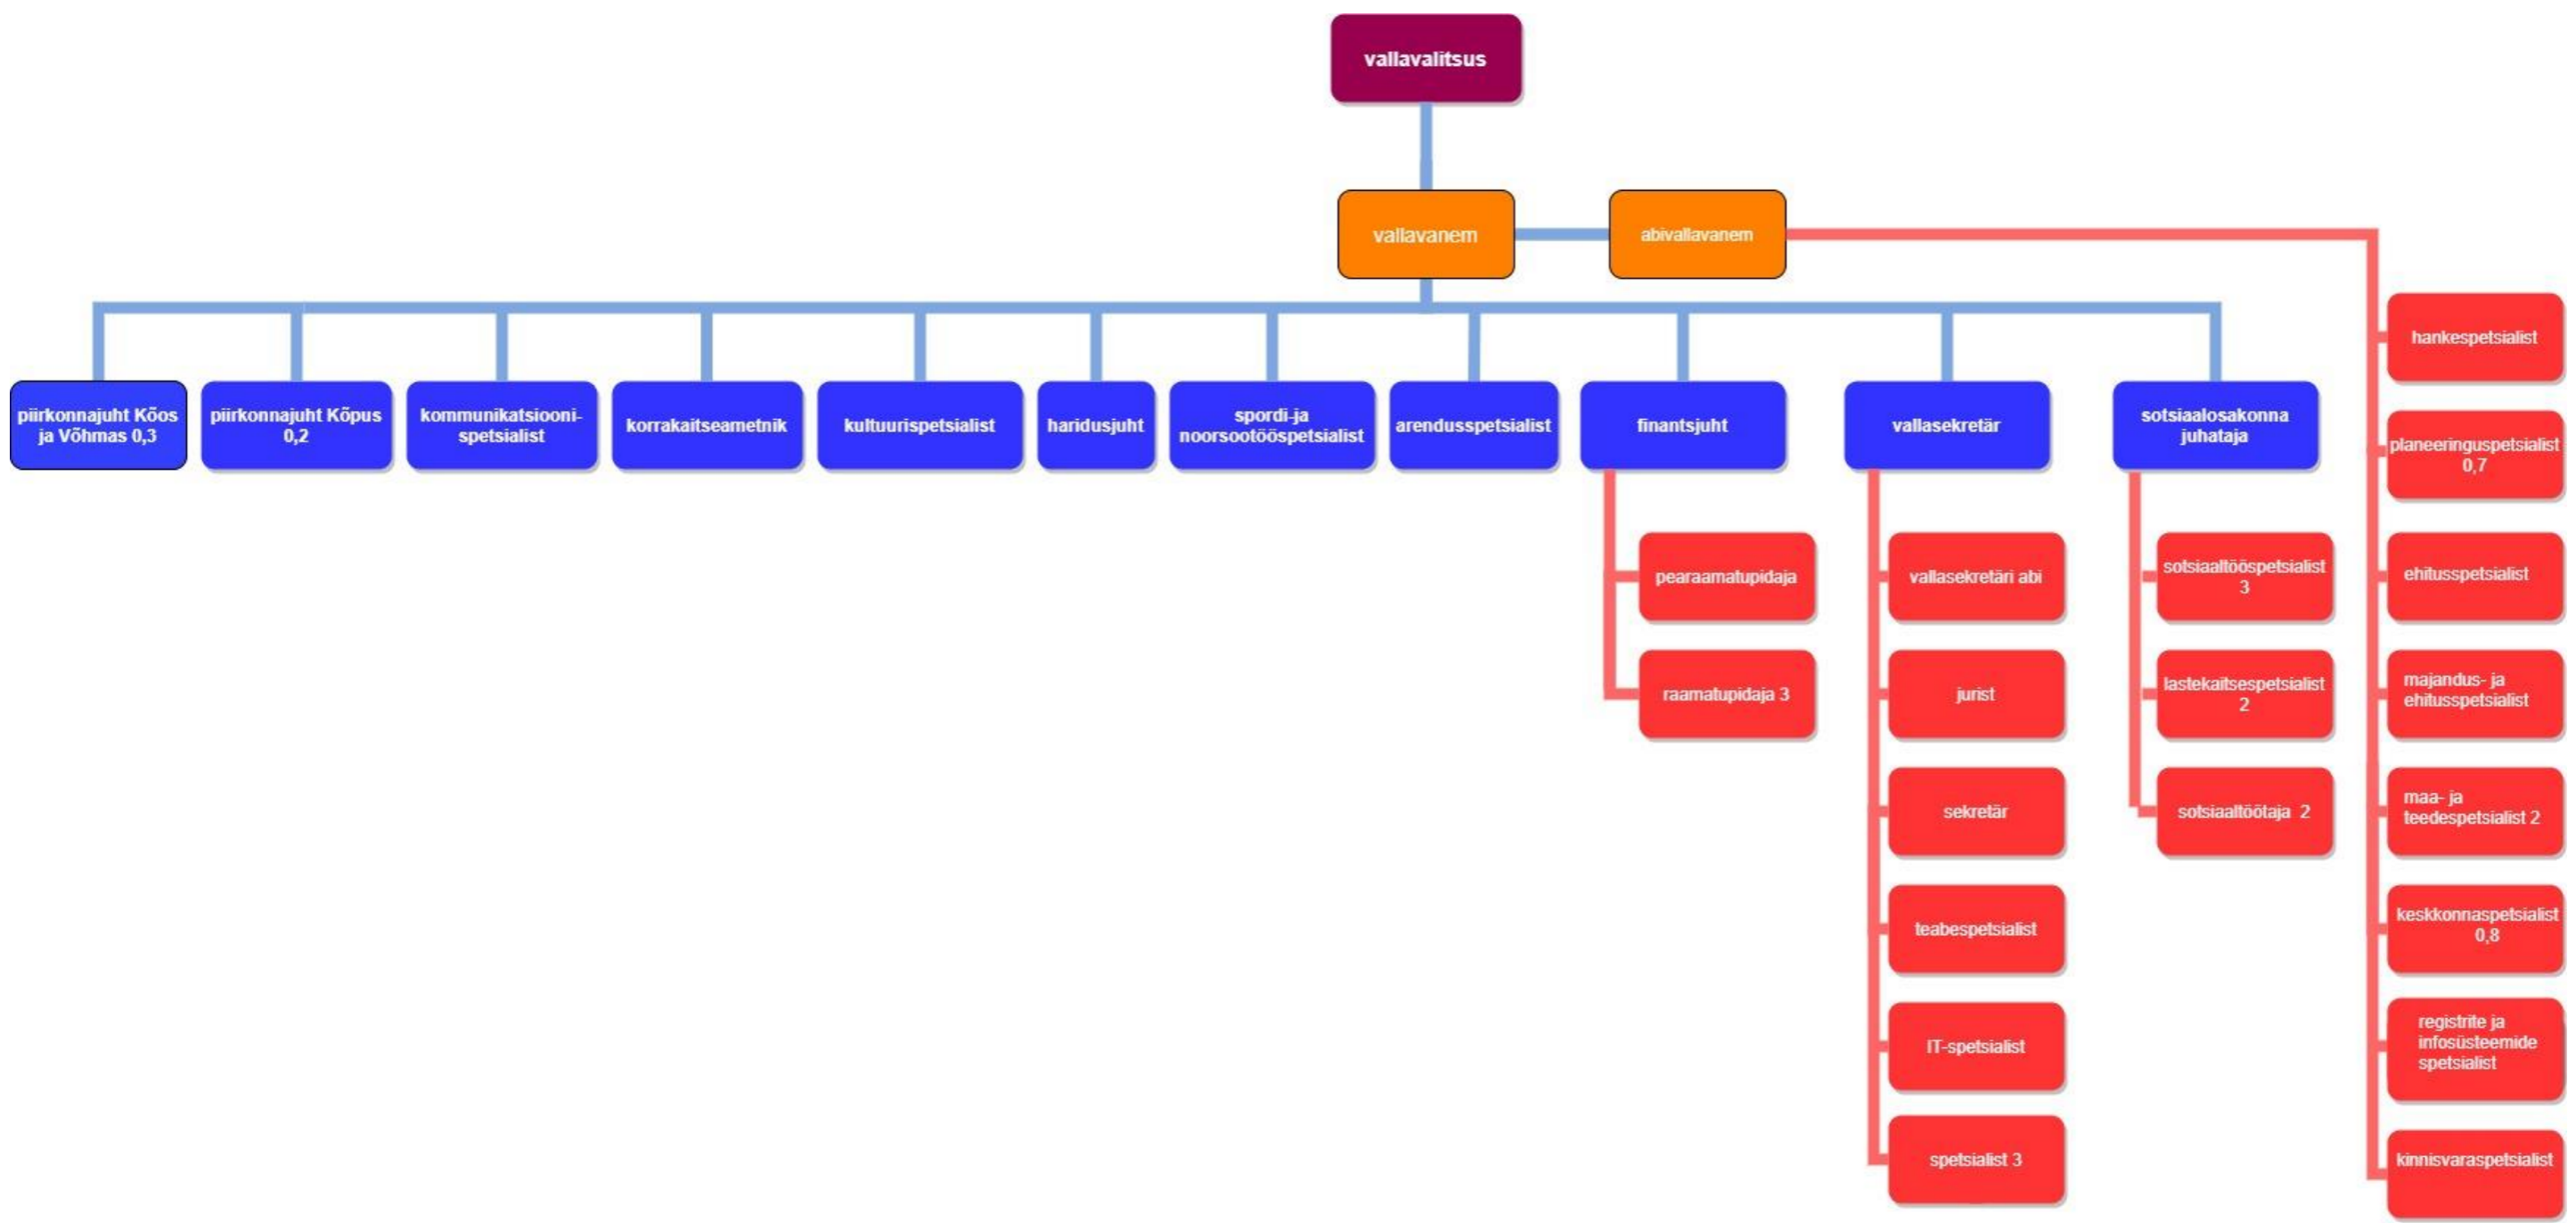 vallavalitsus
vallavanem
abivallavanem
piirkonnajuht Kõos
ja Võhmas 0,3
piirkonnajuht Kõpus
0,2
kommunikatsiooni-
spetsialist
korrakaitseametnik
kultuurispetsialist
haridusjuht
spordi-ja
noorsootööspetsialist
arendusspetsialist
finantsjuht
vallasekretär
sotsiaalosakonna
juhataja
pearaamatupidaja
raamatupidaja 3
vallasekretäri abi
jurist
sekretär
teabespetsialist
IT-spetsialist
spetsialist 3
sotsiaaltööspetsialist
3
lastekaitsespetsialist
2
sotsiaaltöötaja 2
hankespetsialist
planeeringuspetsialist
0,7
ehitusspetsialist
majandus- ja
ehitusspetsialist
maa- ja
teedespetsialist 2
keskkonnaspetsialist
0,8
registrite ja
infosüsteemide
spetsialist
kinnisvaraspetsialist